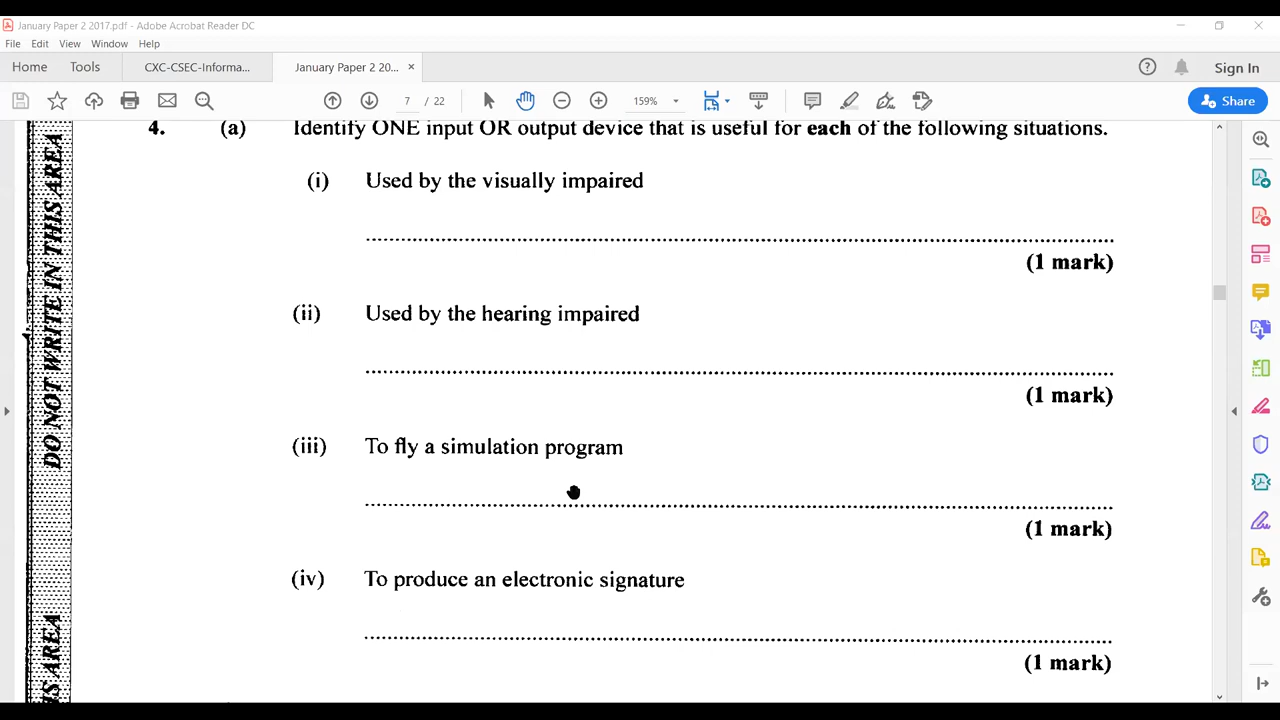 January Paper 2 2017.pdf - Adobe Acrobat Reader DC
File Edit View Window Help
Home Tools CXC-CSEC-Informa... January Paper 2 20... × Sign In
7 / 22 159% Share
4. (a) Identify ONE input OR output device that is useful for each of the following situations.
(i) Used by the visually impaired
(1 mark)
(ii) Used by the hearing impaired
(1 mark)
(iii) To fly a simulation program
(1 mark)
(iv) To produce an electronic signature
(1 mark)
DO NOT WRITE IN THIS AREA
IS AREA